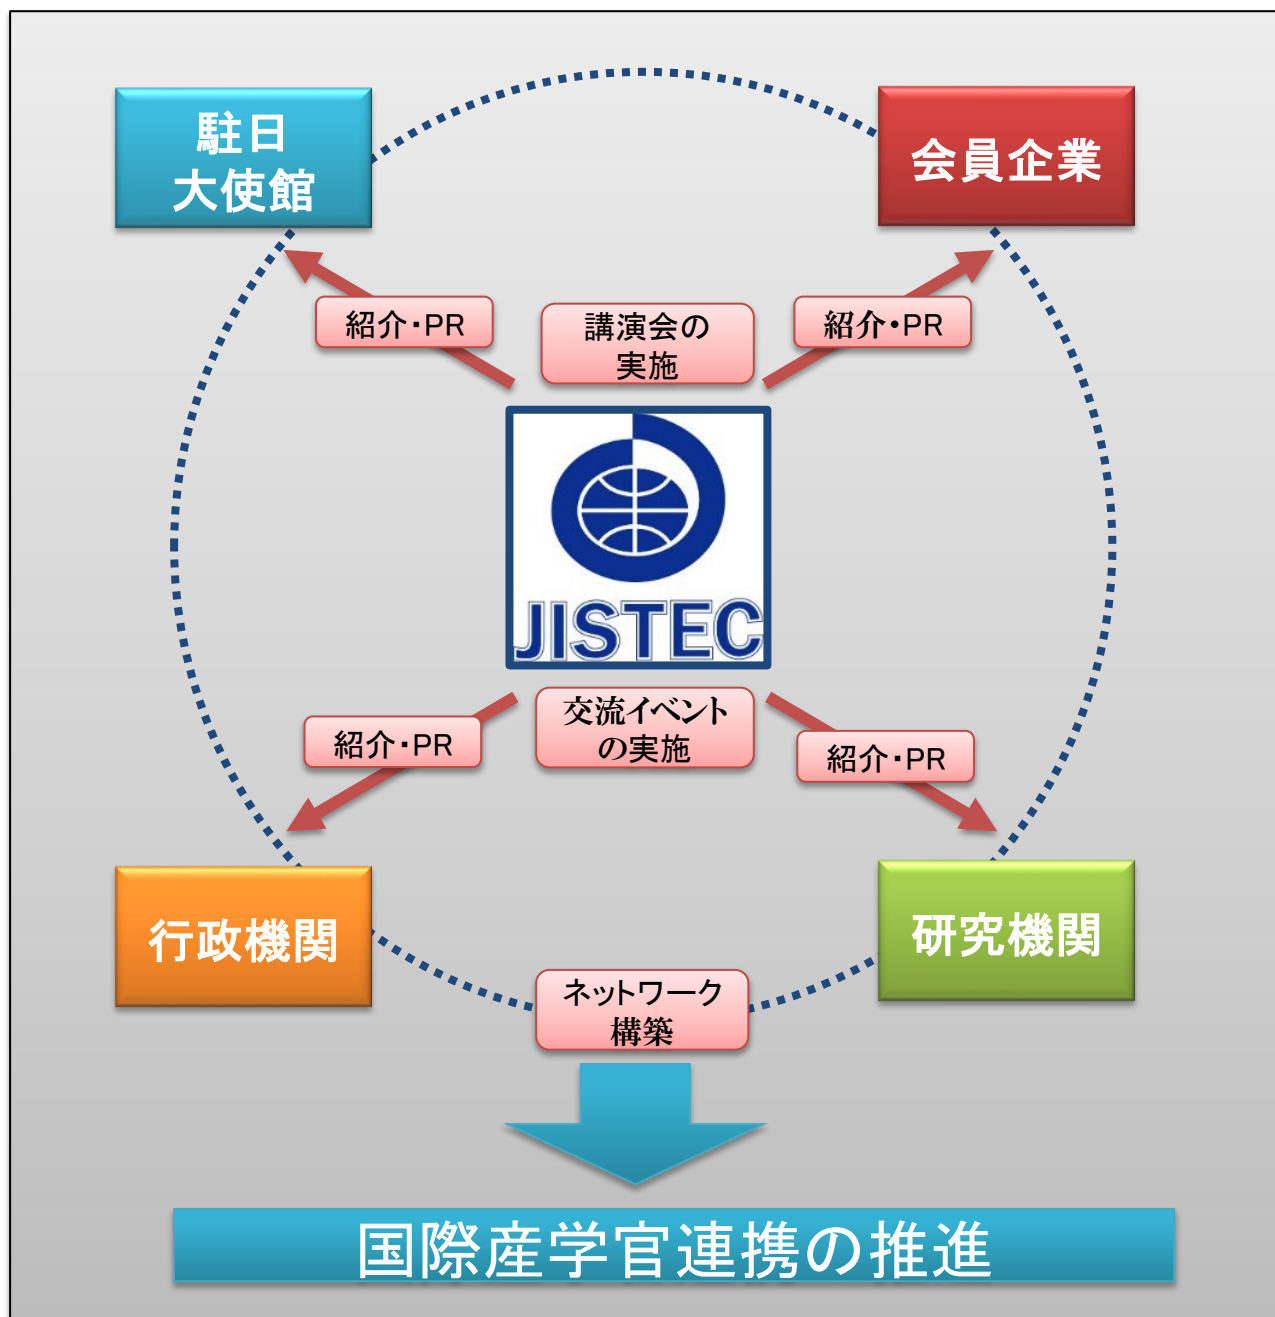 駐日
大使館
会員企業
紹介・PR
講演会の
実施
紹介・PR
JISTEC
紹介・PR
交流イベント
の実施
紹介・PR
行政機関
研究機関
ネットワーク
構築
国際産学官連携の推進